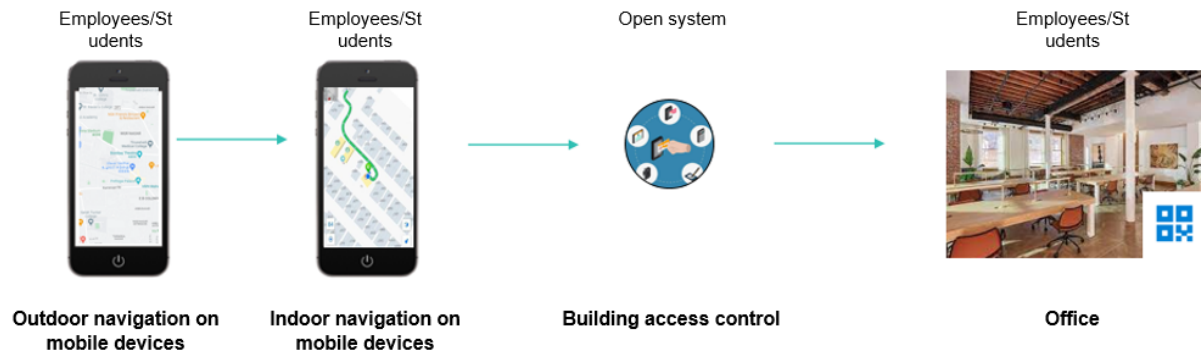 Employees/St
udents
Employees/St
udents
Open system
Employees/St
udents
Outdoor navigation on
mobile devices
Indoor navigation on
mobile devices
Building access control
Office